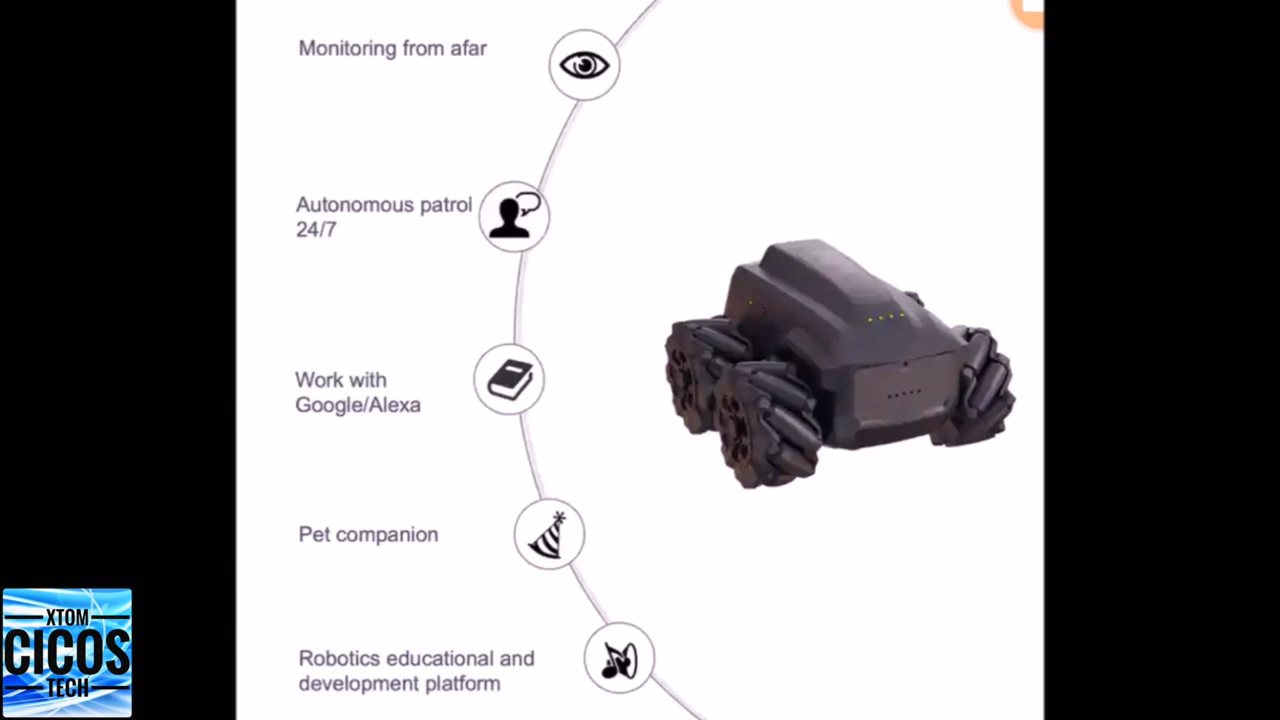 Monitoring from afar
Autonomous patrol
24/7
Work with
Google/Alexa
Pet companion
Robotics educational and
development platform
XTOM
CICOS
TECH